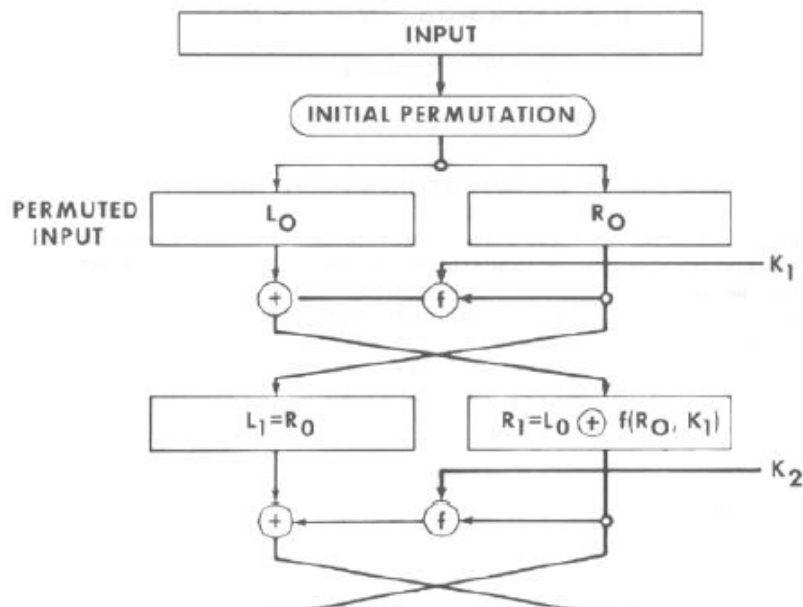 INPUT
INITIAL PERMUTATION
PERMUTED
INPUT
L₀
R₀
K₁
+
f
L₁=R₀
R₁=L₀ ⊕ f(R₀, K₁)
K₂
+
f